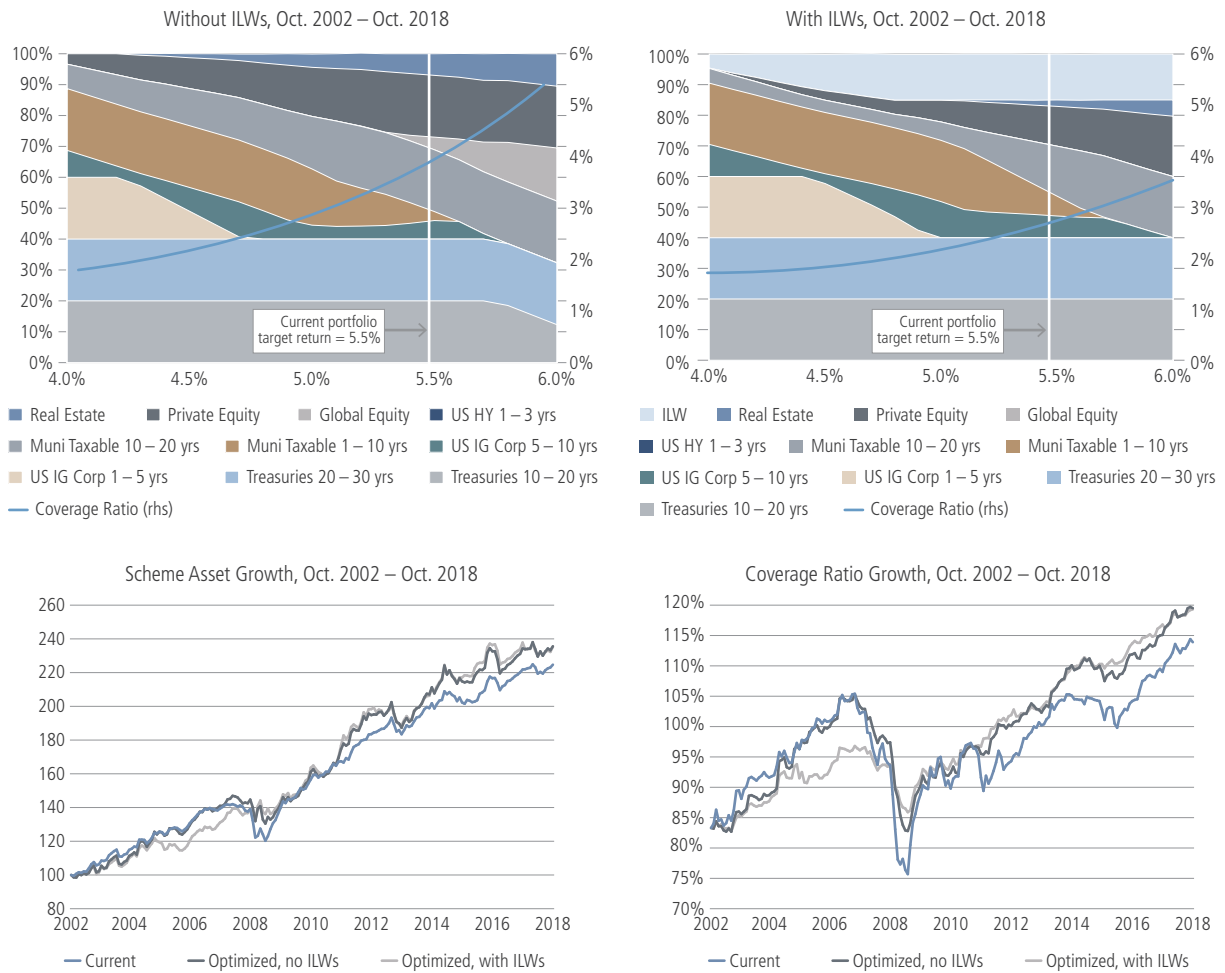 Without ILWs, Oct. 2002 – Oct. 2018
100%
90%
80%
70%
60%
50%
40%
30%
20%
10%
0%
6%
5%
4%
3%
2%
1%
0%
Current portfolio
target return = 5.5%
4.0% 4.5% 5.0% 5.5% 6.0%
Real Estate Private Equity Global Equity US HY 1 – 3 yrs
Muni Taxable 10 – 20 yrs Muni Taxable 1 – 10 yrs US IG Corp 5 – 10 yrs
US IG Corp 1 – 5 yrs Treasuries 20 – 30 yrs Treasuries 10 – 20 yrs
Coverage Ratio (rhs)
With ILWs, Oct. 2002 – Oct. 2018
100%
90%
80%
70%
60%
50%
40%
30%
20%
10%
0%
6%
5%
4%
3%
2%
1%
0%
Current portfolio
target return = 5.5%
4.0% 4.5% 5.0% 5.5% 6.0%
ILW Real Estate Private Equity Global Equity
US HY 1 – 3 yrs Muni Taxable 10 – 20 yrs Muni Taxable 1 – 10 yrs
US IG Corp 5 – 10 yrs US IG Corp 1 – 5 yrs Treasuries 20 – 30 yrs
Treasuries 10 – 20 yrs Coverage Ratio (rhs)
Scheme Asset Growth, Oct. 2002 – Oct. 2018
260
240
220
200
180
160
140
120
100
80
2002 2004 2006 2008 2010 2012 2014 2016 2018
Current Optimized, no ILWs Optimized, with ILWs
Coverage Ratio Growth, Oct. 2002 – Oct. 2018
120%
115%
110%
105%
100%
95%
90%
85%
80%
75%
70%
2002 2004 2006 2008 2010 2012 2014 2016 2018
Current Optimized, no ILWs Optimized, with ILWs